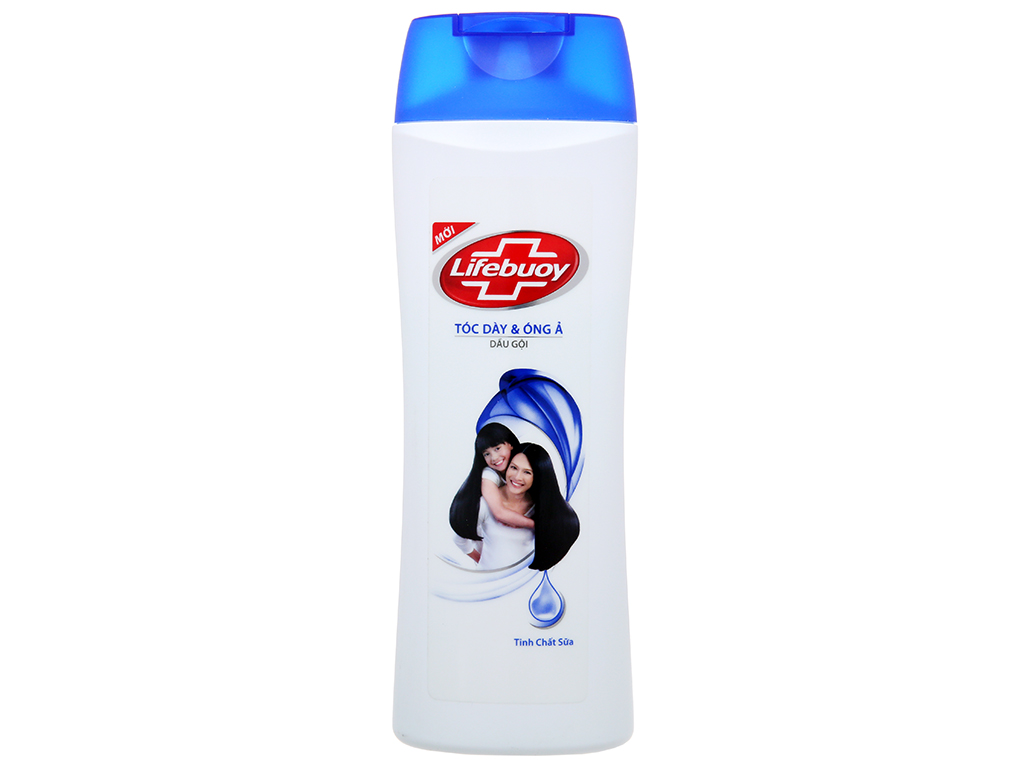 MỚI
Lifebuoy
TÓC DÀY & ÓNG Ả
DẦU GỘI
Tinh Chất Sữa